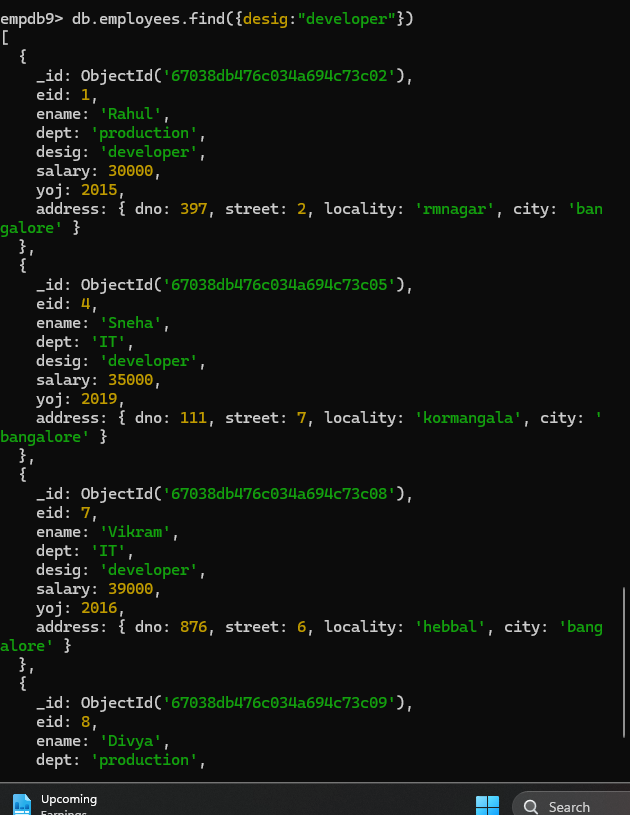 empdb9> db.employees.find({desig:"developer"})
[
  {
    _id: ObjectId('67038db476c034a694c73c02'),
    eid: 1,
    ename: 'Rahul',
    dept: 'production',
    desig: 'developer',
    salary: 30000,
    yoj: 2015,
    address: { dno: 397, street: 2, locality: 'rmnagar', city: 'ban
galore' }
  },
  {
    _id: ObjectId('67038db476c034a694c73c05'),
    eid: 4,
    ename: 'Sneha',
    dept: 'IT',
    desig: 'developer',
    salary: 35000,
    yoj: 2019,
    address: { dno: 111, street: 7, locality: 'kormangala', city: '
bangalore' }
  },
  {
    _id: ObjectId('67038db476c034a694c73c08'),
    eid: 7,
    ename: 'Vikram',
    dept: 'IT',
    desig: 'developer',
    salary: 39000,
    yoj: 2016,
    address: { dno: 876, street: 6, locality: 'hebbal', city: 'bang
alore' }
  },
  {
    _id: ObjectId('67038db476c034a694c73c09'),
    eid: 8,
    ename: 'Divya',
    dept: 'production',
Upcoming
Earnings
Search